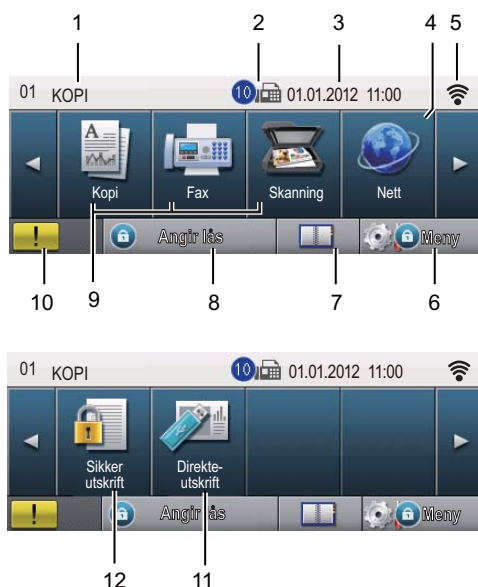 1 2 3 4 5
01 KOPI 10 01.01.2012 11:00
A
Kopi Fax Skanning Nett
! Angir lås Meny
10 9 8 7 6
01 KOPI 10 01.01.2012 11:00
Sikker utskrift Direkte-
utskrift
! Angir lås Meny
12 11